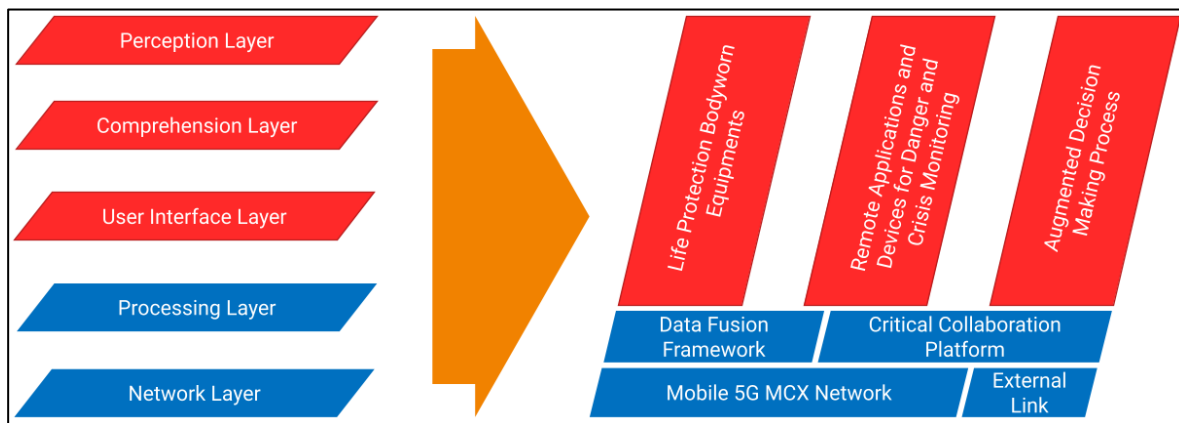 Perception Layer
Comprehension Layer
User Interface Layer
Processing Layer
Network Layer
Life Protection Bodyworn
Equipments
Remote Applications and
Devices for Danger and
Crisis Monitoring
Augmented Decision
Making Process
Data Fusion
Framework
Critical Collaboration
Platform
Mobile 5G MCX Network
External
Link